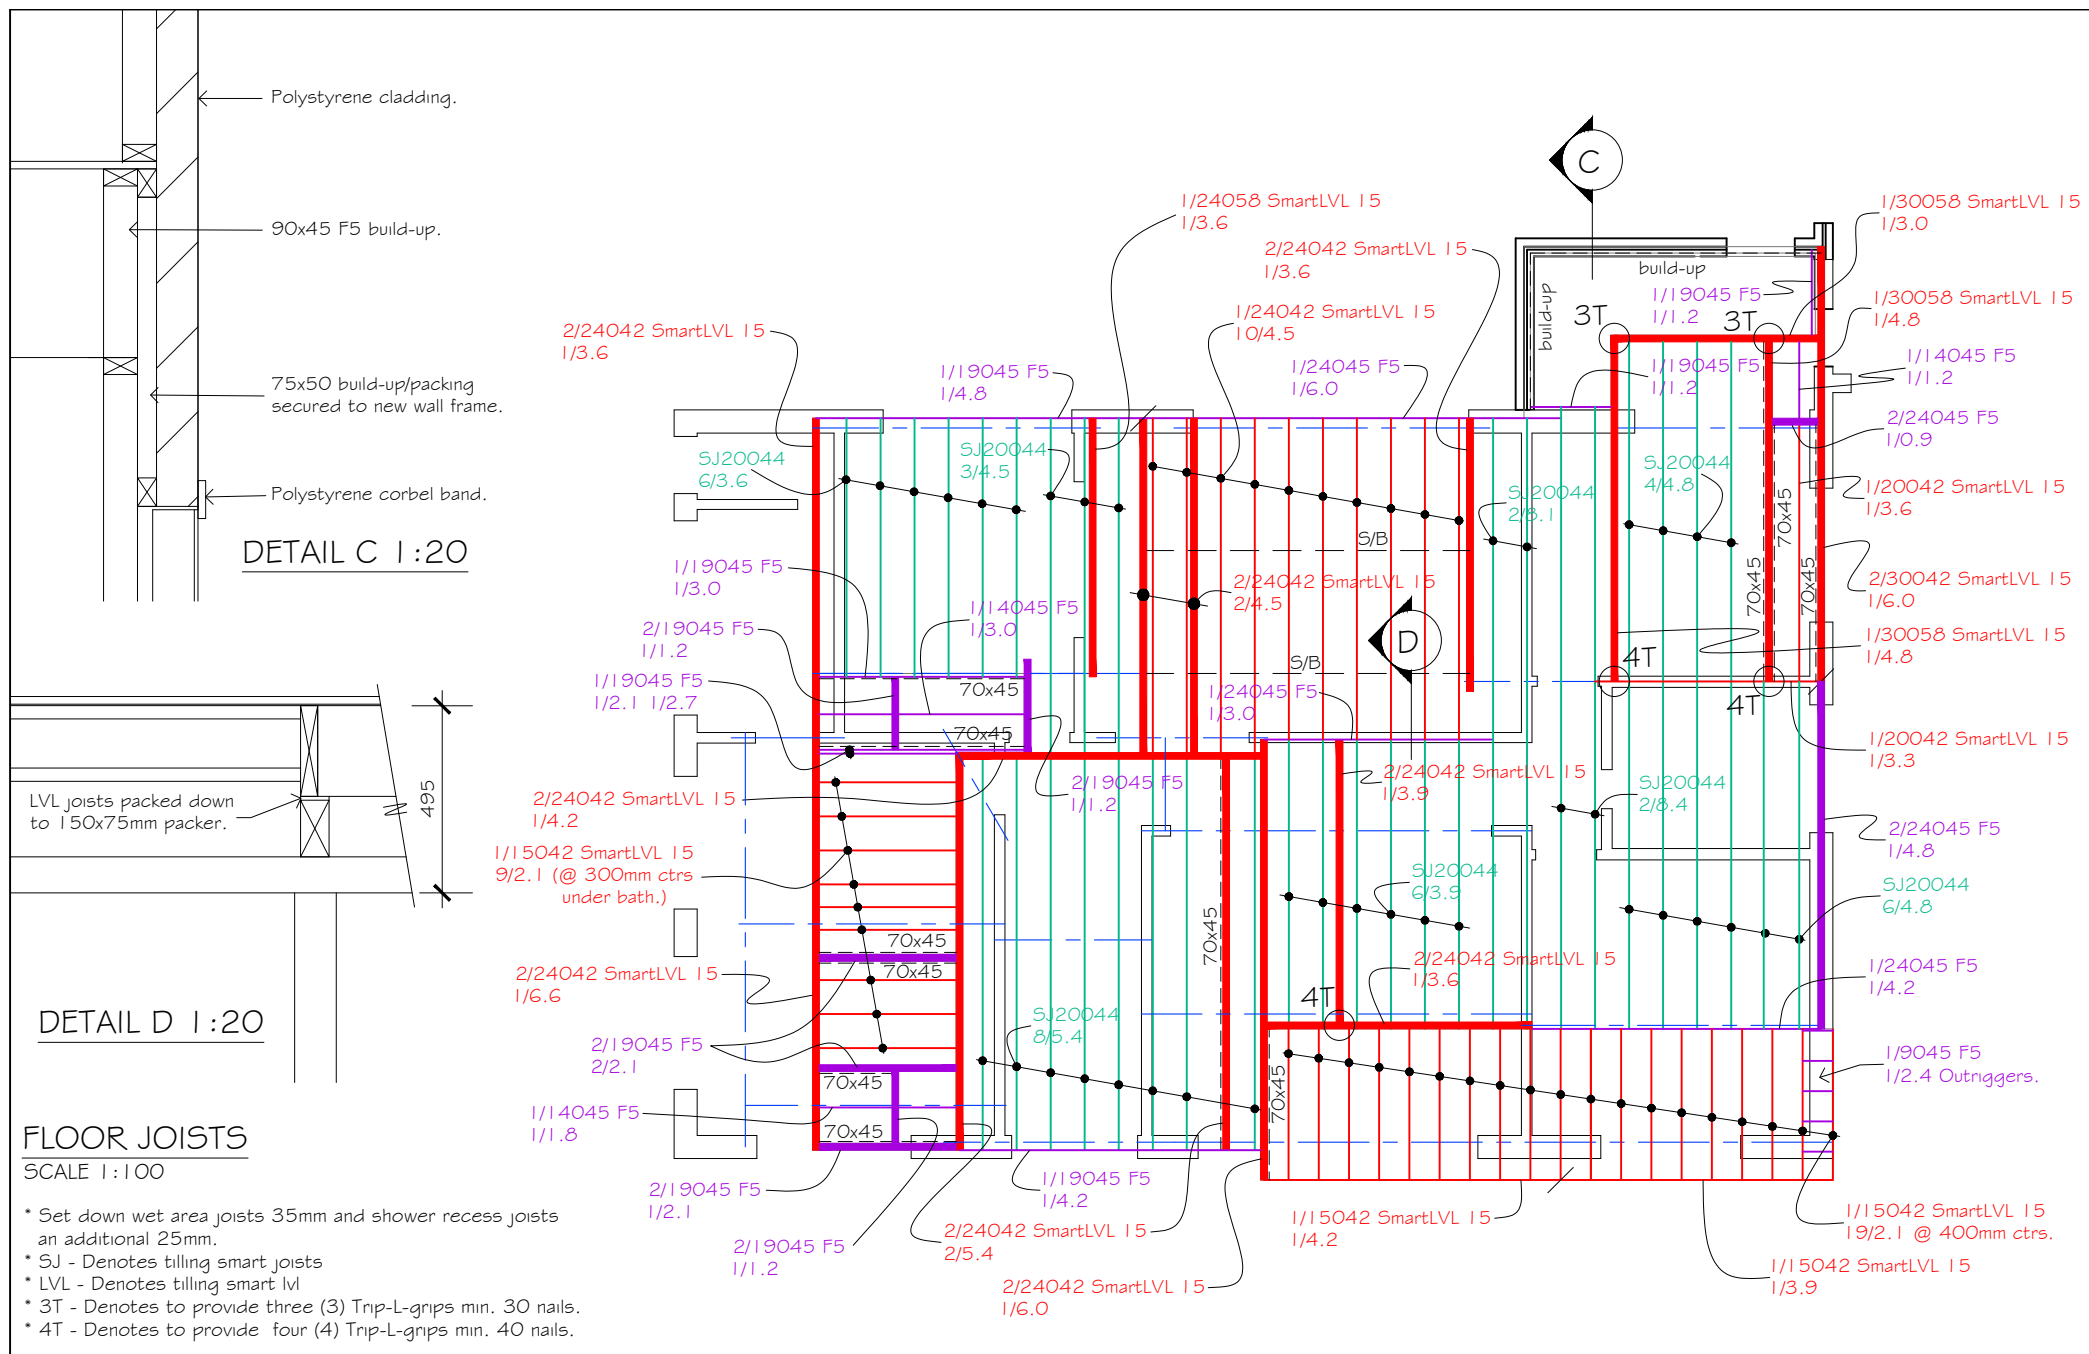 Polystyrene cladding.
90x45 F5 build-up.
75x50 build-up/packing
secured to new wall frame.
Polystyrene corbel band.
DETAIL C 1:20
LVL joists packed down
to 150x75mm packer.
495
DETAIL D 1:20
FLOOR JOISTS
SCALE 1:100
* Set down wet area joists 35mm and shower recess joists
an additional 25mm.
* SJ - Denotes tilling smart joists
* LVL - Denotes tilling smart lvl
* 3T - Denotes to provide three (3) Trip-L-grips min. 30 nails.
* 4T - Denotes to provide four (4) Trip-L-grips min. 40 nails.
C
1/24058 SmartLVL 15
1/3.6
2/24042 SmartLVL 15
1/3.6
1/24042 SmartLVL 15
10/4.5
1/24045 F5
1/6.0
2/24042 SmartLVL 15
1/3.6
1/19045 F5
1/4.8
build-up
build-up
1/19045 F5
1/1.2
3T
3T
1/19045 F5
1/1.2
1/30058 SmartLVL 15
1/3.0
1/30058 SmartLVL 15
1/4.8
1/14045 F5
1/1.2
2/24045 F5
1/0.9
1/20042 SmartLVL 15
1/3.6
2/30042 SmartLVL 15
1/6.0
1/30058 SmartLVL 15
1/4.8
SJ20044
6/3.6
SJ20044
3/4.5
SJ20044
2/8.1
SJ20044
4/4.8
70x45
70x45
70x45
S/B
S/B
2/24042 SmartLVL 15
2/4.5
D
4T
4T
1/19045 F5
1/3.0
1/14045 F5
1/3.0
2/19045 F5
1/1.2
1/19045 F5
1/2.1 1/2.7
70x45
70x45
1/24045 F5
1/3.0
1/20042 SmartLVL 15
1/3.3
2/24042 SmartLVL 15
1/4.2
2/19045 F5
1/1.2
2/24042 SmartLVL 15
1/3.9
SJ20044
2/8.4
2/24045 F5
1/4.8
1/15042 SmartLVL 15
9/2.1 (@ 300mm ctrs
under bath.)
SJ20044
6/3.9
SJ20044
6/4.8
70x45
70x45
70x45
2/24042 SmartLVL 15
1/6.6
2/24042 SmartLVL 15
1/3.6
4T
1/24045 F5
1/4.2
SJ20044
8/5.4
2/19045 F5
2/2.1
70x45
70x45
70x45
1/14045 F5
1/1.8
1/9045 F5
1/2.4 Outriggers.
2/19045 F5
1/2.1
1/19045 F5
1/4.2
2/19045 F5
1/1.2
2/24042 SmartLVL 15
2/5.4
2/24042 SmartLVL 15
1/6.0
1/15042 SmartLVL 15
1/4.2
1/15042 SmartLVL 15
19/2.1 @ 400mm ctrs.
1/15042 SmartLVL 15
1/3.9